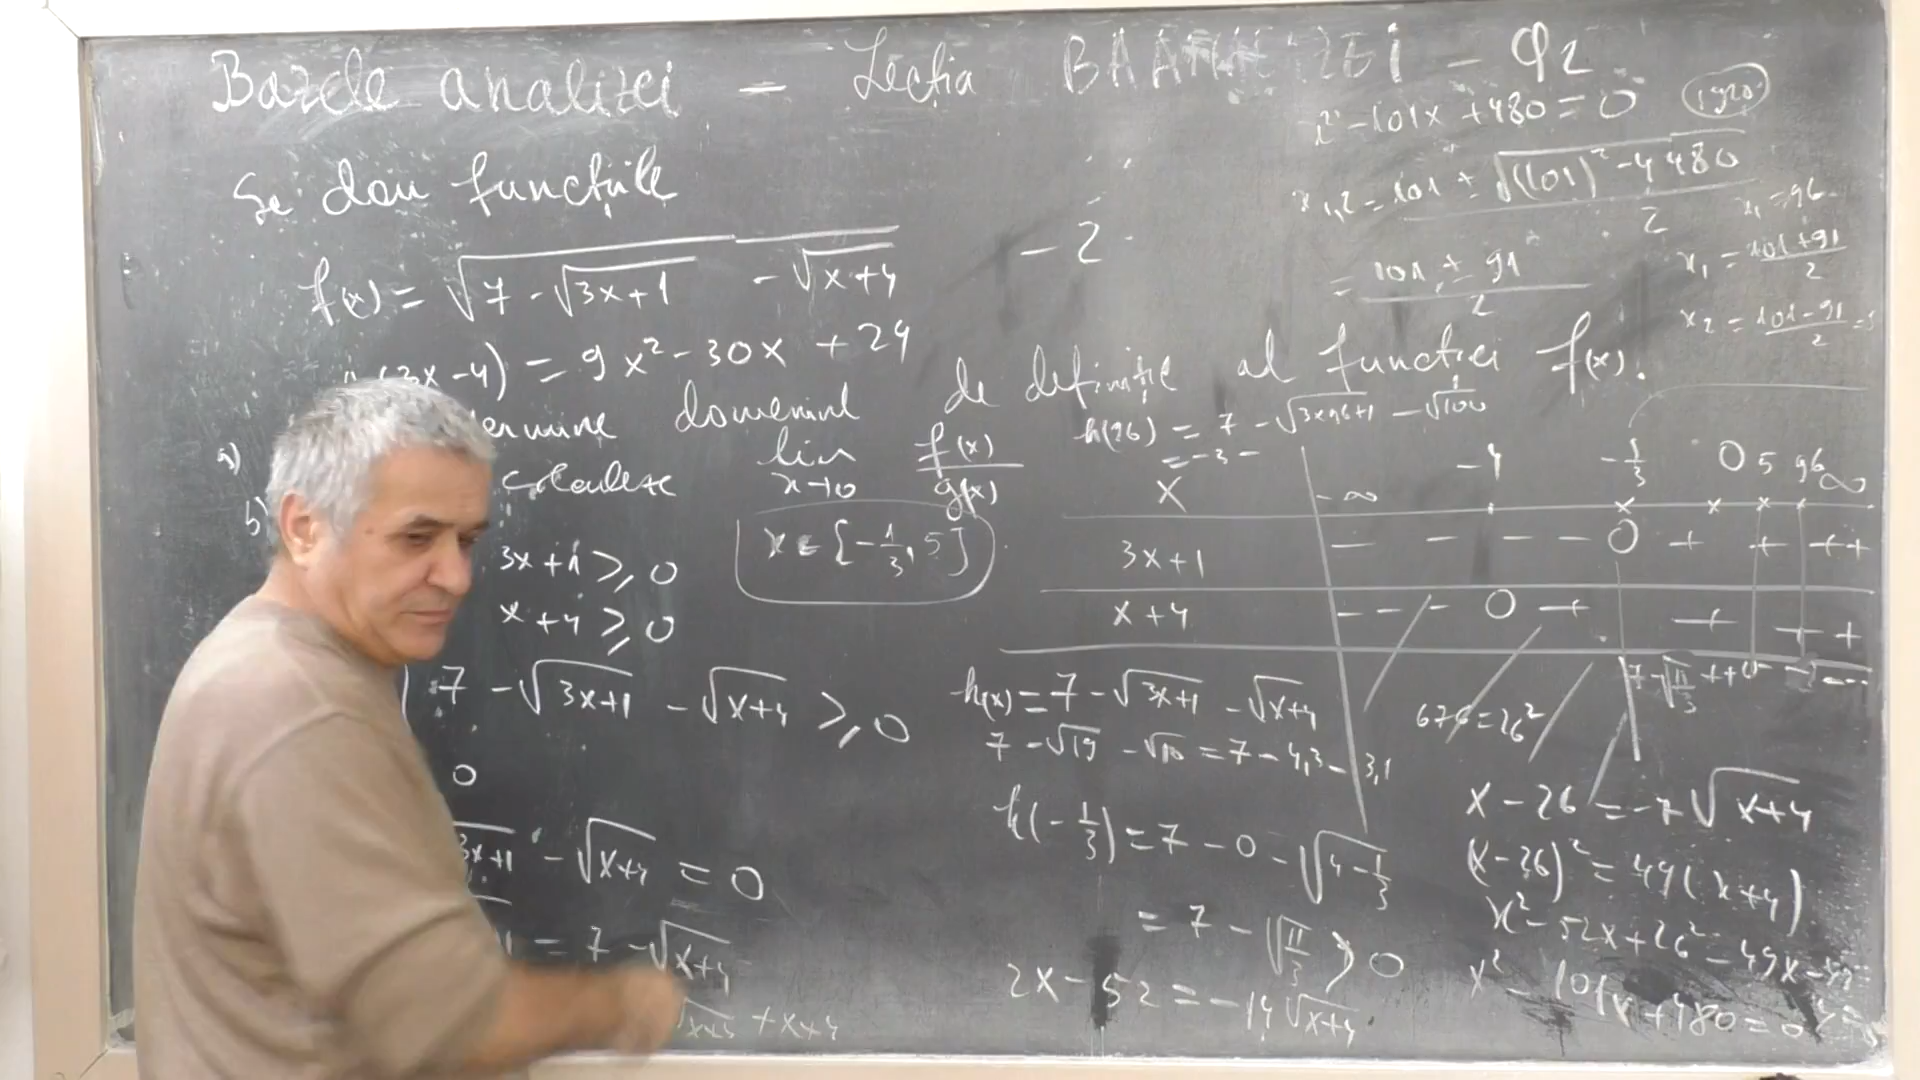 Bazele analizei - Lecția
Q2
x² - 101x + 480 = 0
Se dau funcțiile
x1,2 = 101 ± √((101)² - 4·480) / 2
x1 = 96
f(x) = √(7 - √(3x+1) - √(x+4)) - 2
= (101 ± 91) / 2
x1 = (101+91) / 2
x2 = (101-91) / 2 =
(3x-4) = 9x² - 30x + 24
a) domeniul de definiție al funcției f(x).
b) calculeze lim x→0 f(x)/g(x)
h(96) = 7 - √(3×96+1) - √100
= -3 -
3x+1 ≥ 0
x+4 ≥ 0
7 - √(3x+1) - √(x+4) ≥ 0
0
3x+1 - √(x+4) = 0
= 7 - √(x+4)
+ x+4
x ∈ [-1/3, 5]
x -∞ -4 -1/3 0 5 96 ∞
3x+1 - - - - - 0 + + + +
x+4 - - - 0 + + + +
h(x) = 7 - √(3x+1) - √(x+4)
7 - √(11/3) + + 0 - - - -
7 - √19 - √10 = 7 - 4,3 - 3,1
676 = 26²
h(-1/3) = 7 - 0 - √(4 - 1/3)
= 7 - √(11/3) > 0
2x - 52 = -14√(x+4)
x - 26 = -7√(x+4)
(x-26)² = 49(x+4)
x² - 52x + 26² - 49x -
x² - 101x + 480 = 0